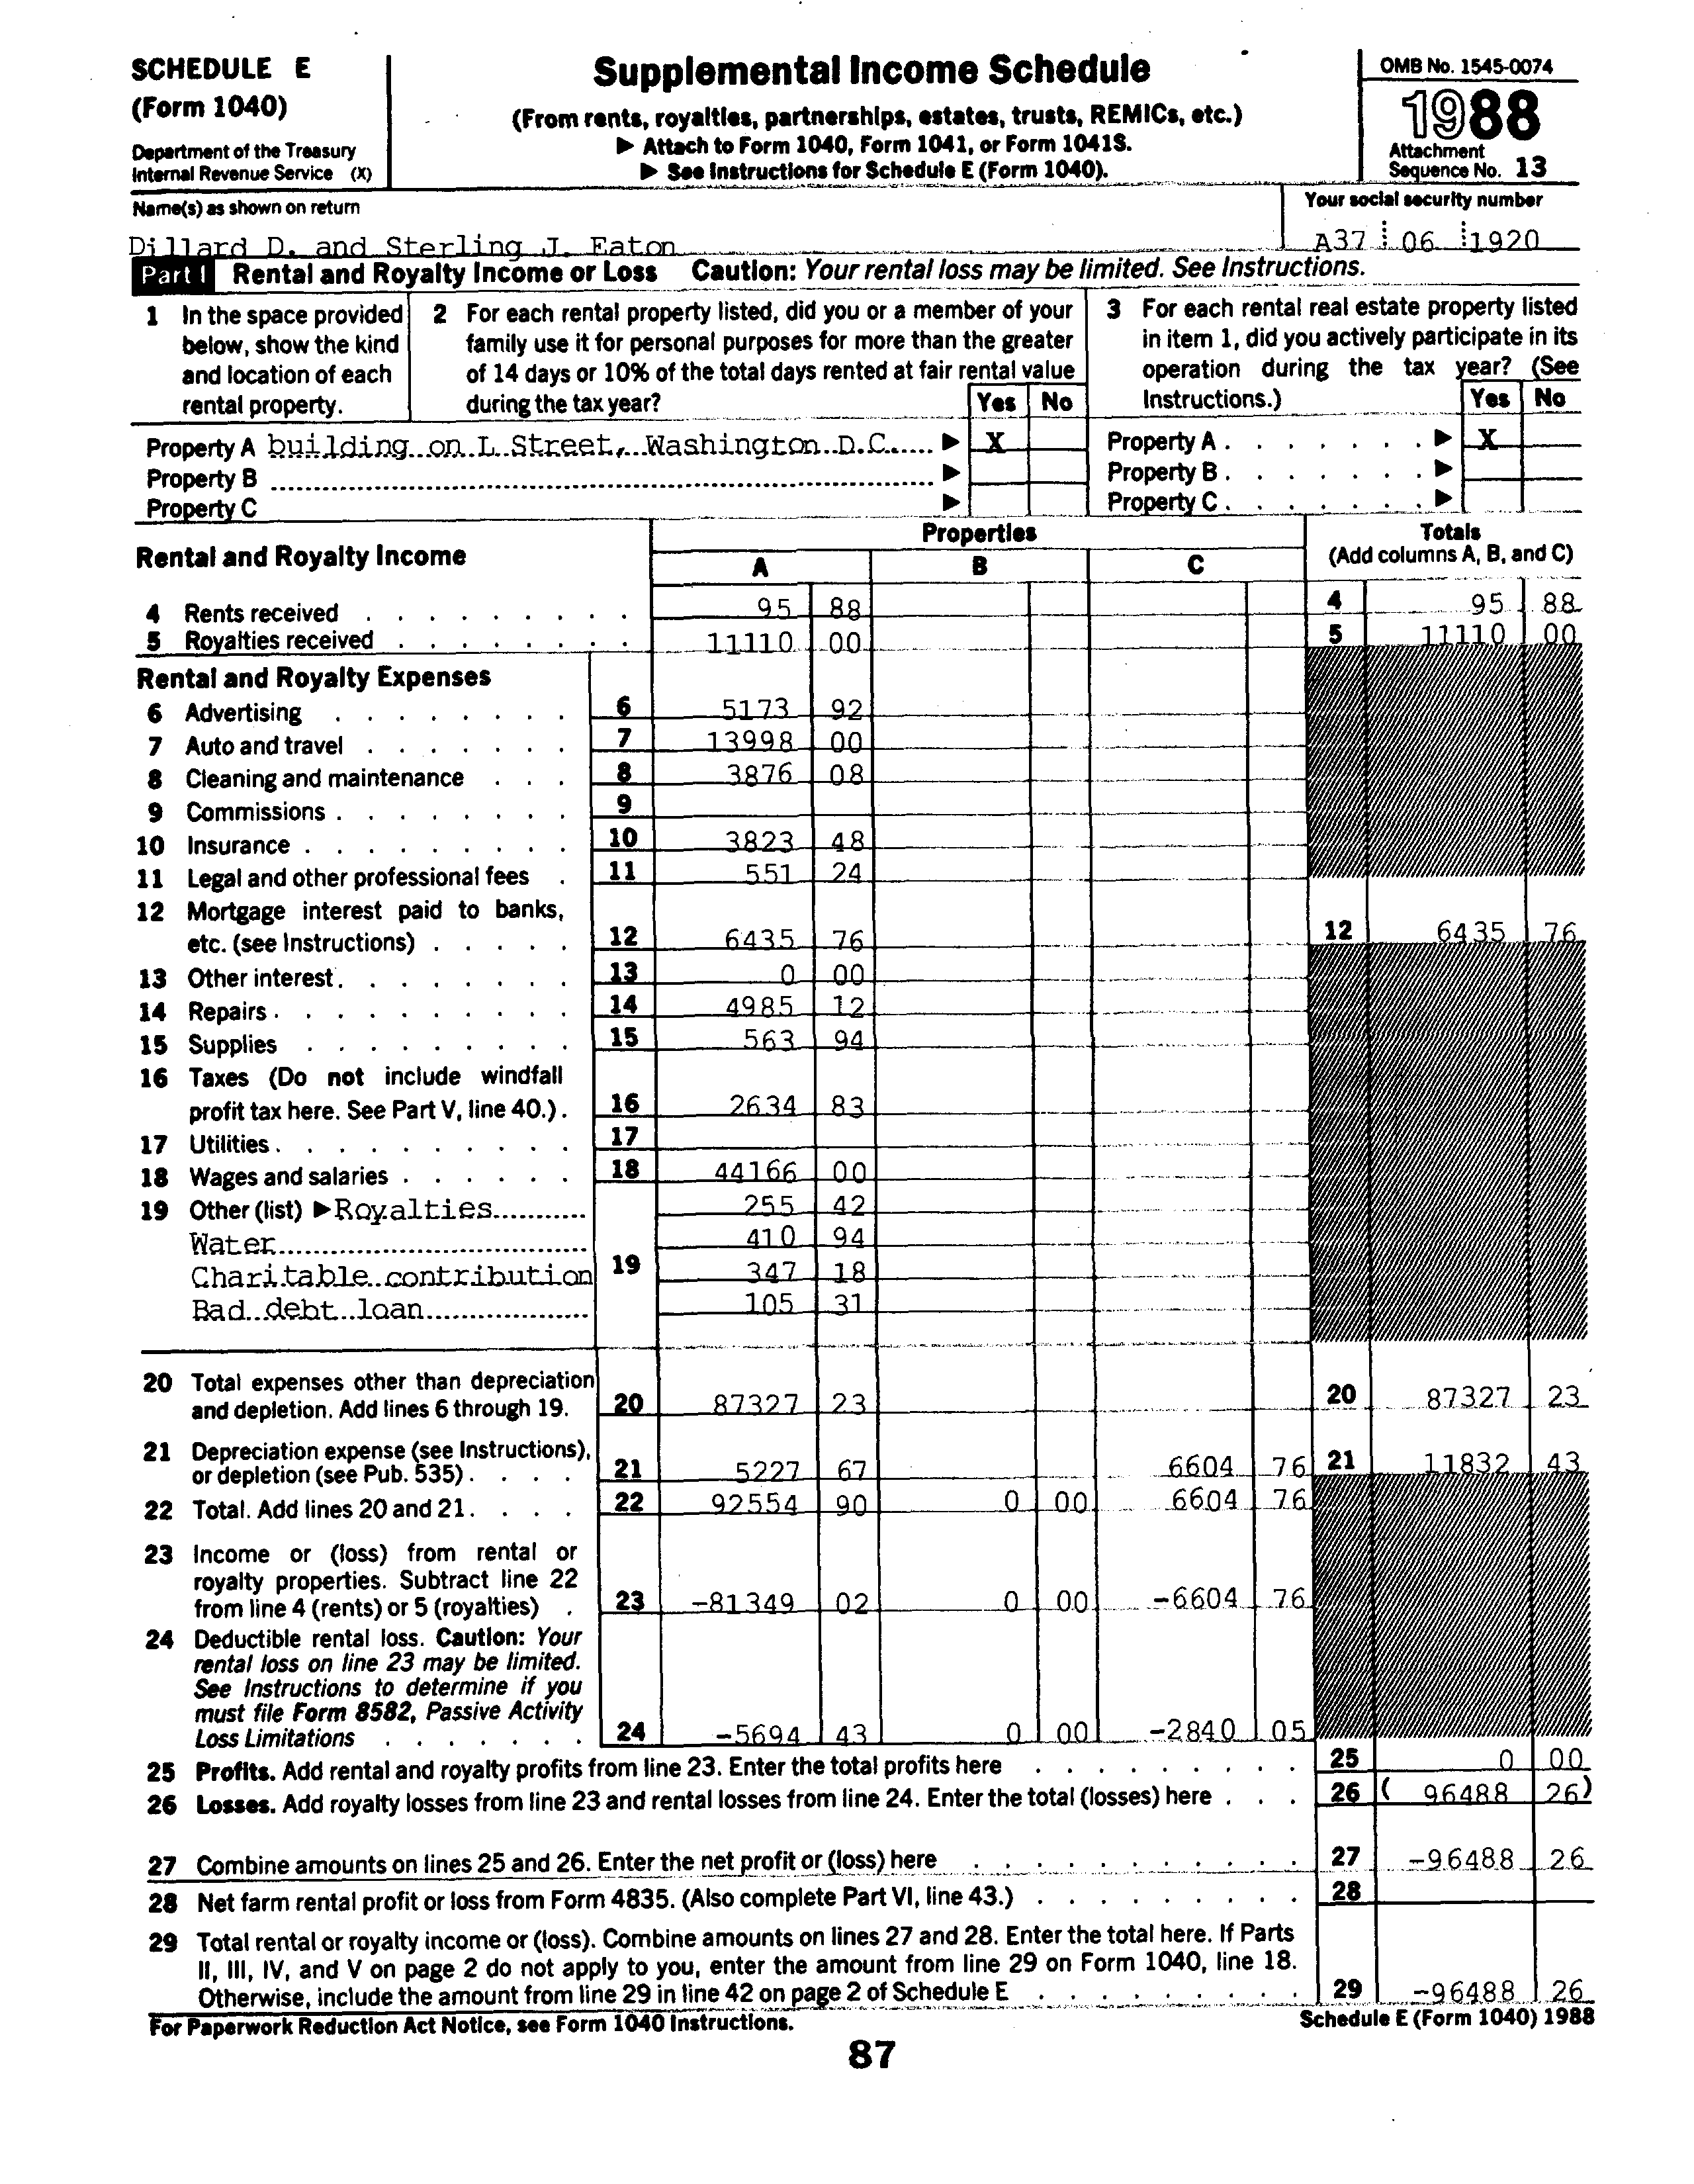 SCHEDULE E
(Form 1040)
Department of the Treasury
Internal Revenue Service (X)
Supplemental Income Schedule
(From rents, royalties, partnerships, estates, trusts, REMICs, etc.)
▶ Attach to Form 1040, Form 1041, or Form 1041S.
▶ See Instructions for Schedule E (Form 1040).
OMB No. 1545-0074
1988
Attachment
Sequence No. 13
Name(s) as shown on return
Your social security number
Dillard D. and Sterling J. Eaton
A37 06 1920
Part I Rental and Royalty Income or Loss Caution: Your rental loss may be limited. See Instructions.
1 In the space provided
below, show the kind
and location of each
rental property.
2 For each rental property listed, did you or a member of your
family use it for personal purposes for more than the greater
of 14 days or 10% of the total days rented at fair rental value
during the tax year?
Yes No
3 For each rental real estate property listed
in item 1, did you actively participate in its
operation during the tax year? (See
Instructions.)
Yes No
Property A building on L Street, Washington D.C. ▶ X Property A ▶ X
Property B ▶ Property B ▶
Property C ▶ Property C ▶
Rental and Royalty Income
Properties
A B C
Totals
(Add columns A, B, and C)
4 Rents received 95 88 4 95 88
5 Royalties received 11110 00 5 11110 00
Rental and Royalty Expenses
6 Advertising 6 5173 92
7 Auto and travel 7 13998 00
8 Cleaning and maintenance 8 3876 08
9 Commissions 9
10 Insurance 10 3823 48
11 Legal and other professional fees 11 551 24
12 Mortgage interest paid to banks,
etc. (see Instructions) 12 6435 76 12 6435 76
13 Other interest 13 0 00
14 Repairs 14 4985 12
15 Supplies 15 563 94
16 Taxes (Do not include windfall
profit tax here. See Part V, line 40.) 16 2634 83
17 Utilities 17
18 Wages and salaries 18 44166 00
19 Other (list) ▶ Royalties 255 42
Water 410 94
Charitable contribution 19 347 18
Bad debt loan 105 31
20 Total expenses other than depreciation
and depletion. Add lines 6 through 19. 20 87327 23 20 87327 23
21 Depreciation expense (see Instructions),
or depletion (see Pub. 535) 21 5227 67 6604 76 21 11832 43
22 Total. Add lines 20 and 21 22 92554 90 0 00 6604 76
23 Income or (loss) from rental or
royalty properties. Subtract line 22
from line 4 (rents) or 5 (royalties) 23 -81349 02 0 00 -6604 76
24 Deductible rental loss. Caution: Your
rental loss on line 23 may be limited.
See Instructions to determine if you
must file Form 8582, Passive Activity
Loss Limitations 24 -5694 43 0 00 -2840 05
25 Profits. Add rental and royalty profits from line 23. Enter the total profits here 25 0 00
26 Losses. Add royalty losses from line 23 and rental losses from line 24. Enter the total (losses) here 26 ( 96488 26)
27 Combine amounts on lines 25 and 26. Enter the net profit or (loss) here 27 -96488 26
28 Net farm rental profit or loss from Form 4835. (Also complete Part VI, line 43.) 28
29 Total rental or royalty income or (loss). Combine amounts on lines 27 and 28. Enter the total here. If Parts
II, III, IV, and V on page 2 do not apply to you, enter the amount from line 29 on Form 1040, line 18.
Otherwise, include the amount from line 29 in line 42 on page 2 of Schedule E 29 -96488 26
For Paperwork Reduction Act Notice, see Form 1040 Instructions. Schedule E (Form 1040) 1988
87